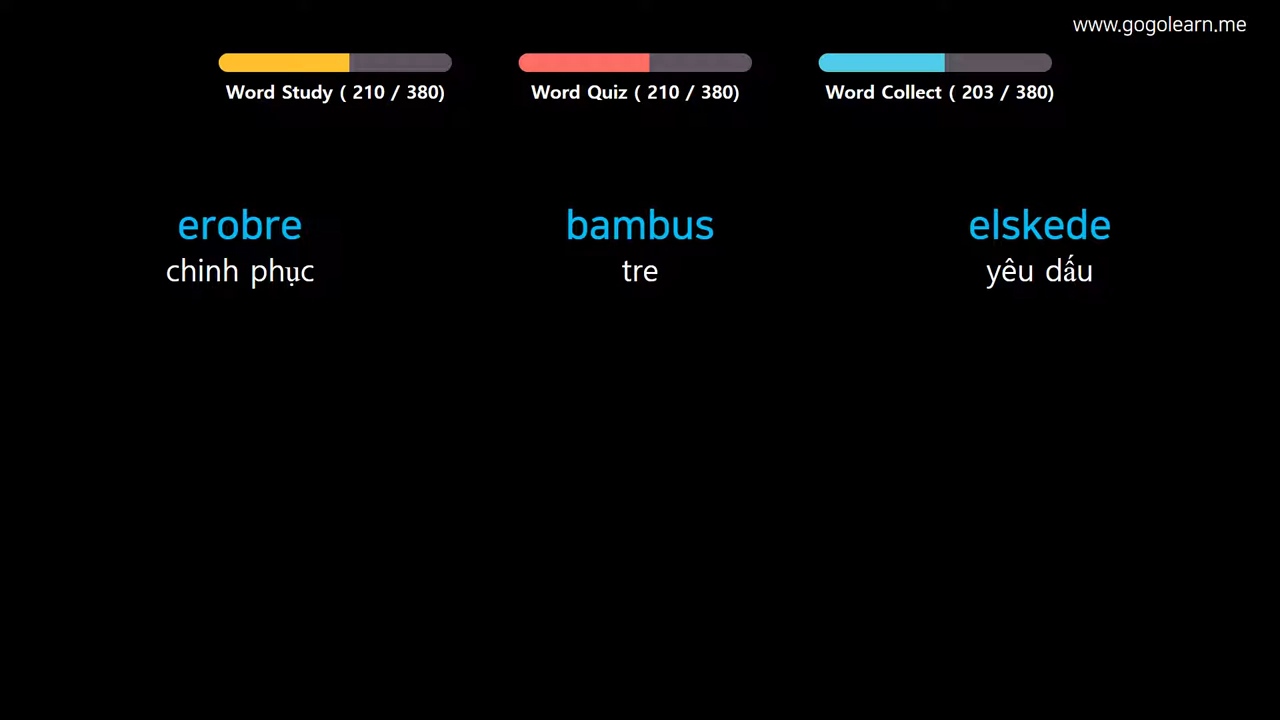 www.gogolearn.me
Word Study ( 210 / 380)
Word Quiz ( 210 / 380)
Word Collect ( 203 / 380)
erobre
chinh phục
bambus
tre
elskede
yêu dấu